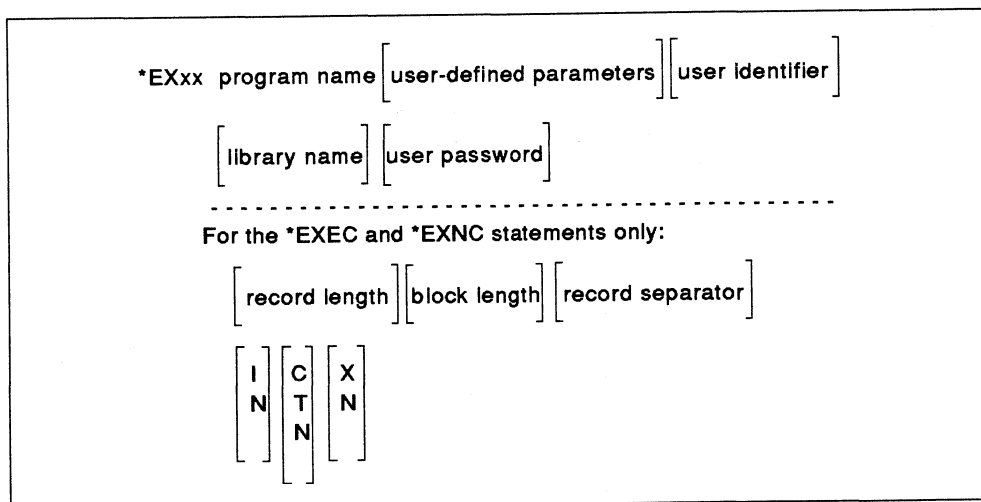 *EXxx program name [user-defined parameters] [user identifier]
[library name] [user password]
For the *EXEC and *EXNC statements only:
[record length] [block length] [record separator]
[I [C [X
N] T N]
N]